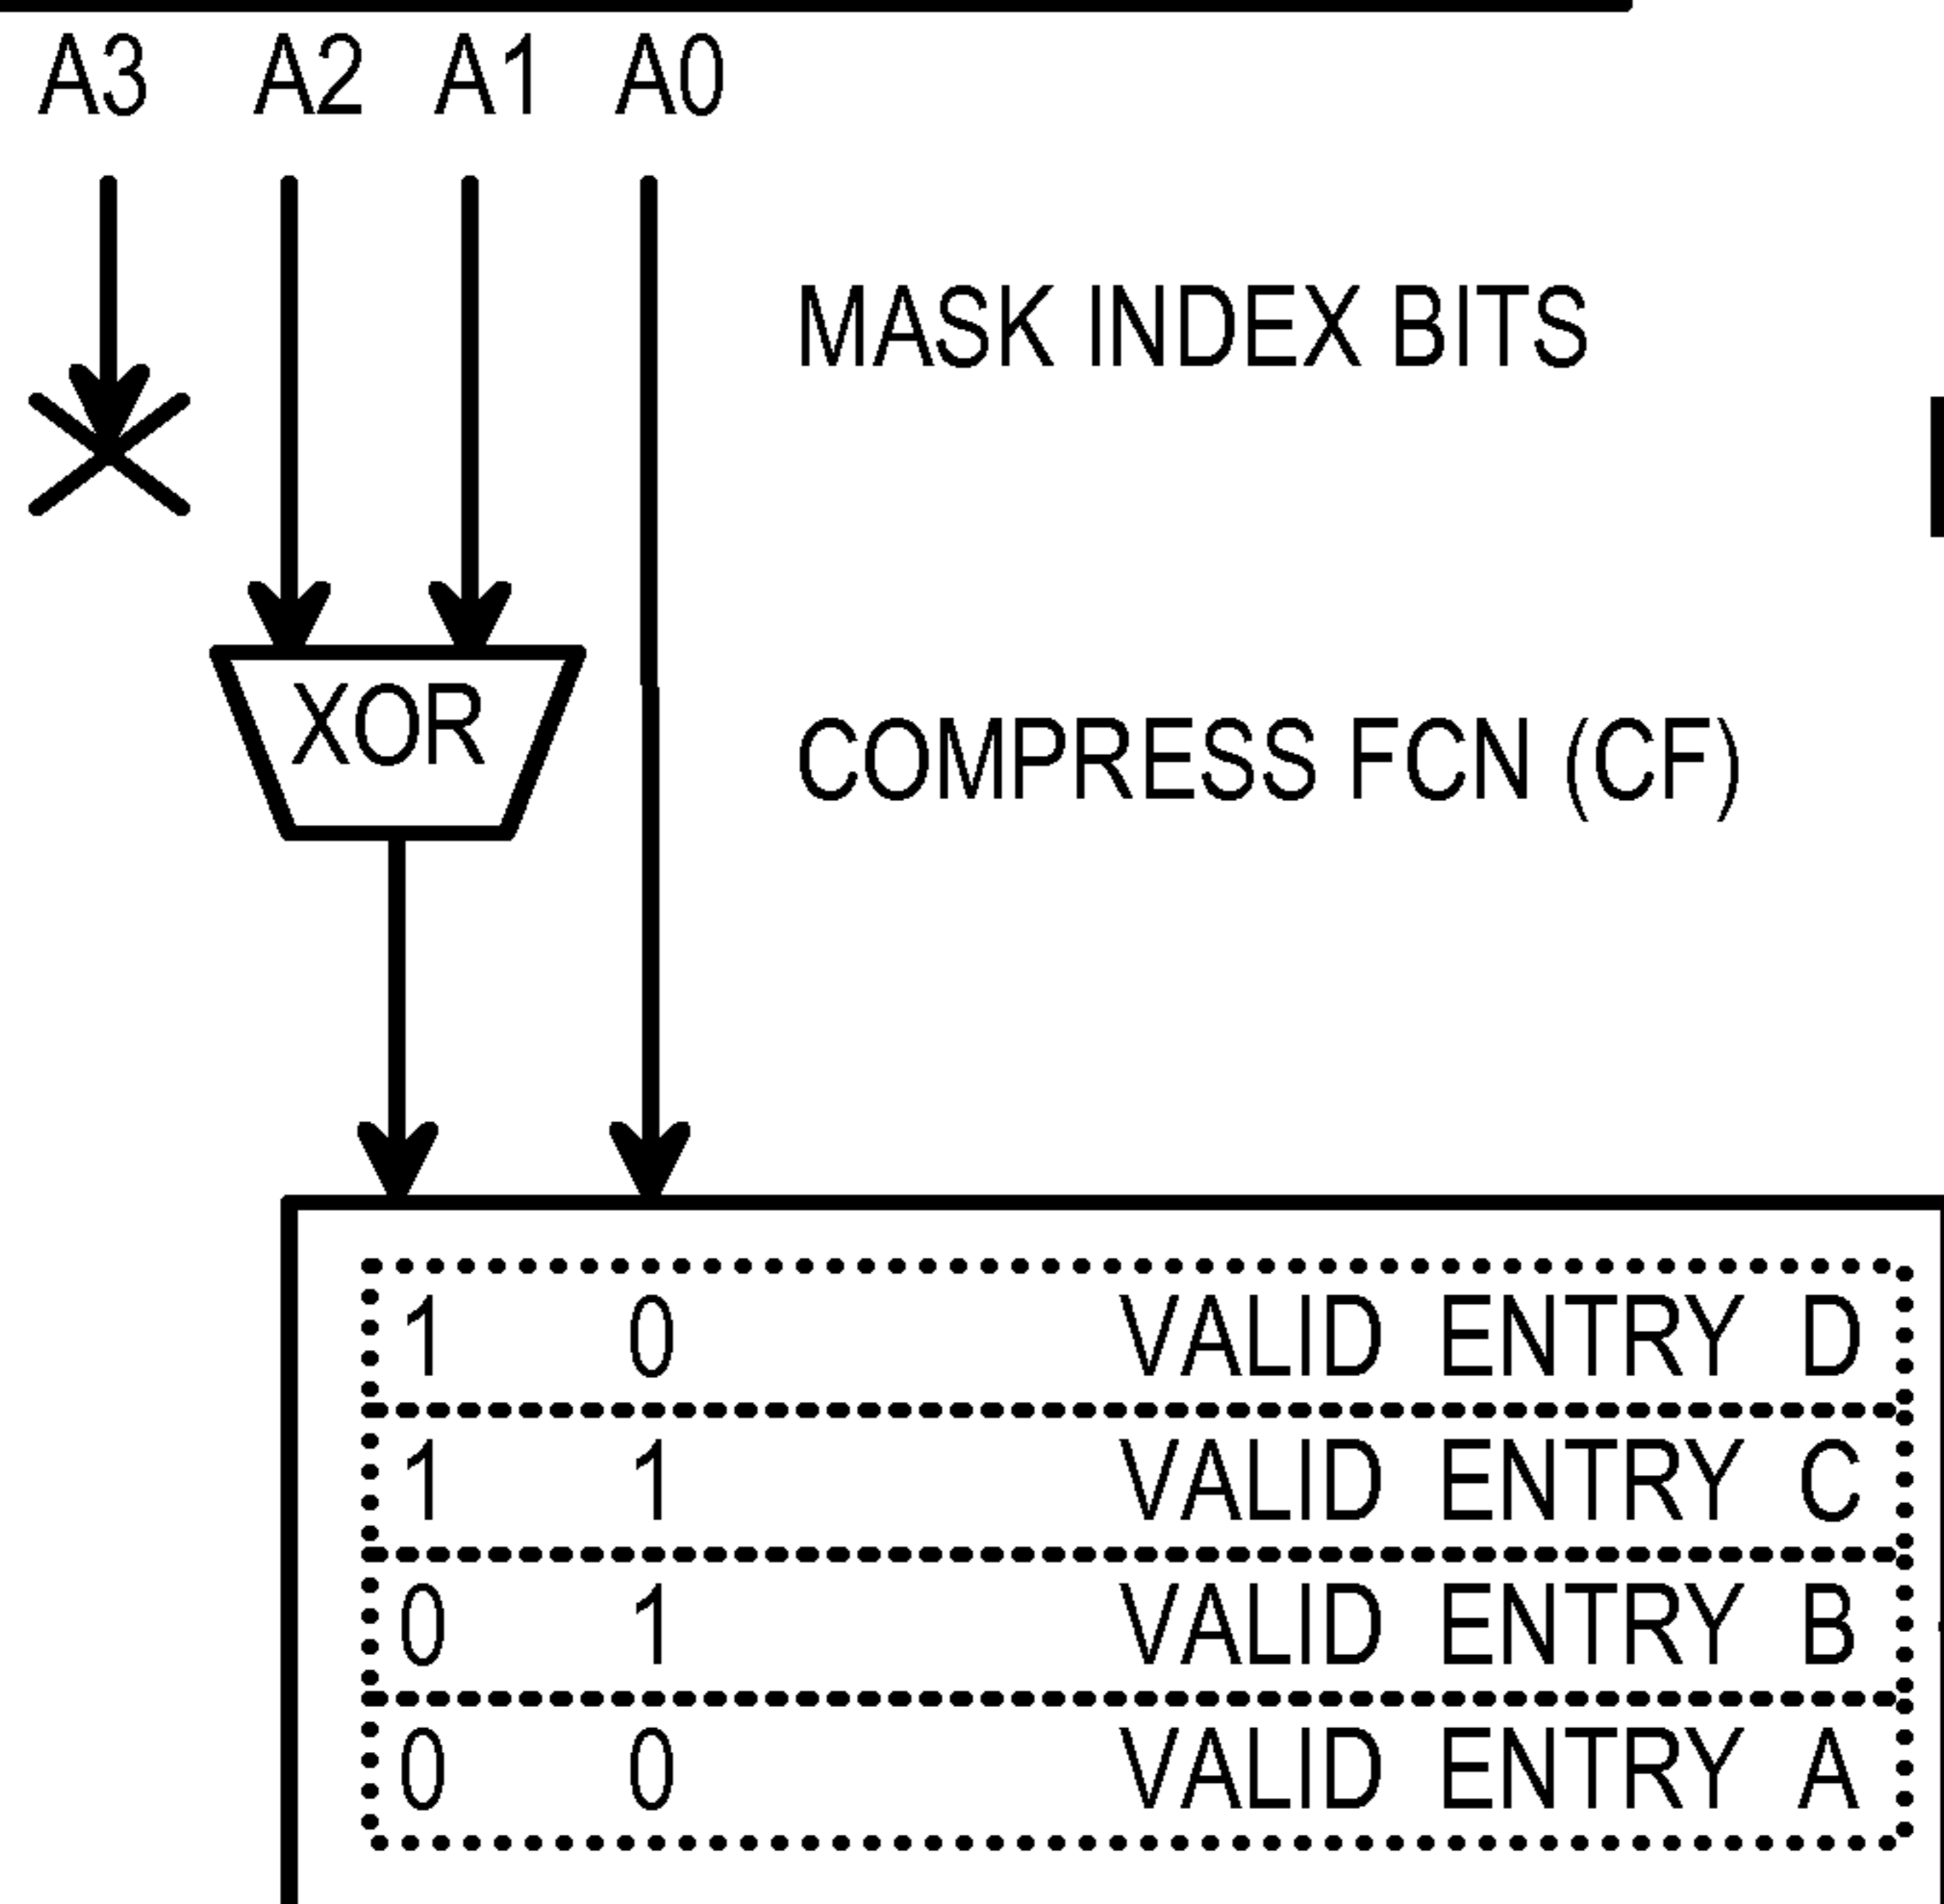 A3 A2 A1 A0
MASK INDEX BITS
XOR
COMPRESS FCN (CF)
1 0 VALID ENTRY D
1 1 VALID ENTRY C
0 1 VALID ENTRY B
0 0 VALID ENTRY A